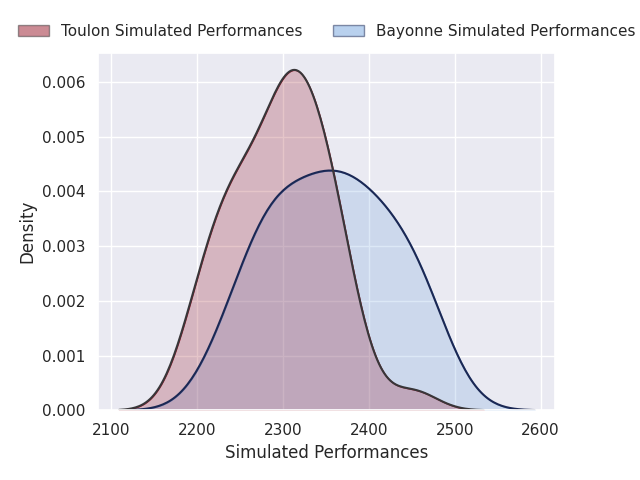 Toulon Simulated Performances Bayonne Simulated Performances
0.006
0.005
0.004
0.003
0.002
0.001
0.000
Density
2100 2200 2300 2400 2500 2600
Simulated Performances